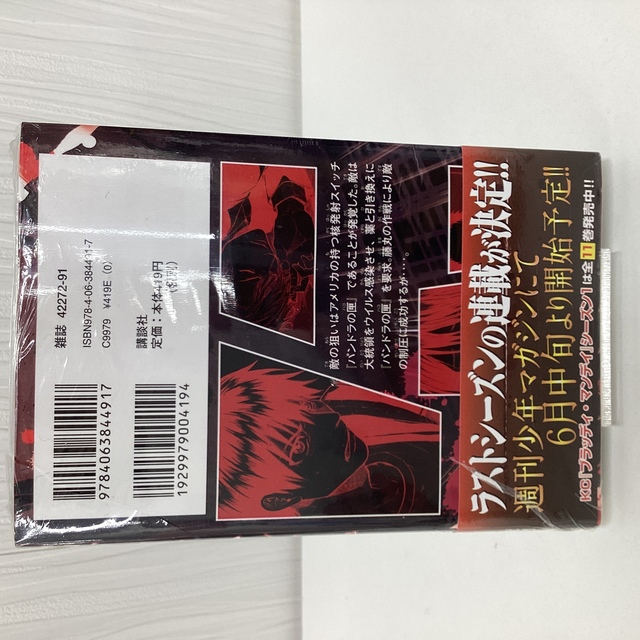 敵の狙いはアメリカの持つ核発射スイッチ
『パンドラの匣』であることが発覚した。敵は
大統領をウイルス感染させ、薬と引き換えに
『パンドラの匣』を要求。藤丸の作戦により敵
の制圧に成功するが……。
ラストシーズンの連載が決定!!
週刊少年マガジンにて
6月中旬より開始予定!!
KC『ブラッディ・マンデイ』シーズン1は全11巻発売中!!
雑誌 42272-91
ISBN978-4-06-384491-7
C9979 ¥419E (0)
講談社
定価：本体419円
9784063844917
1929979004194